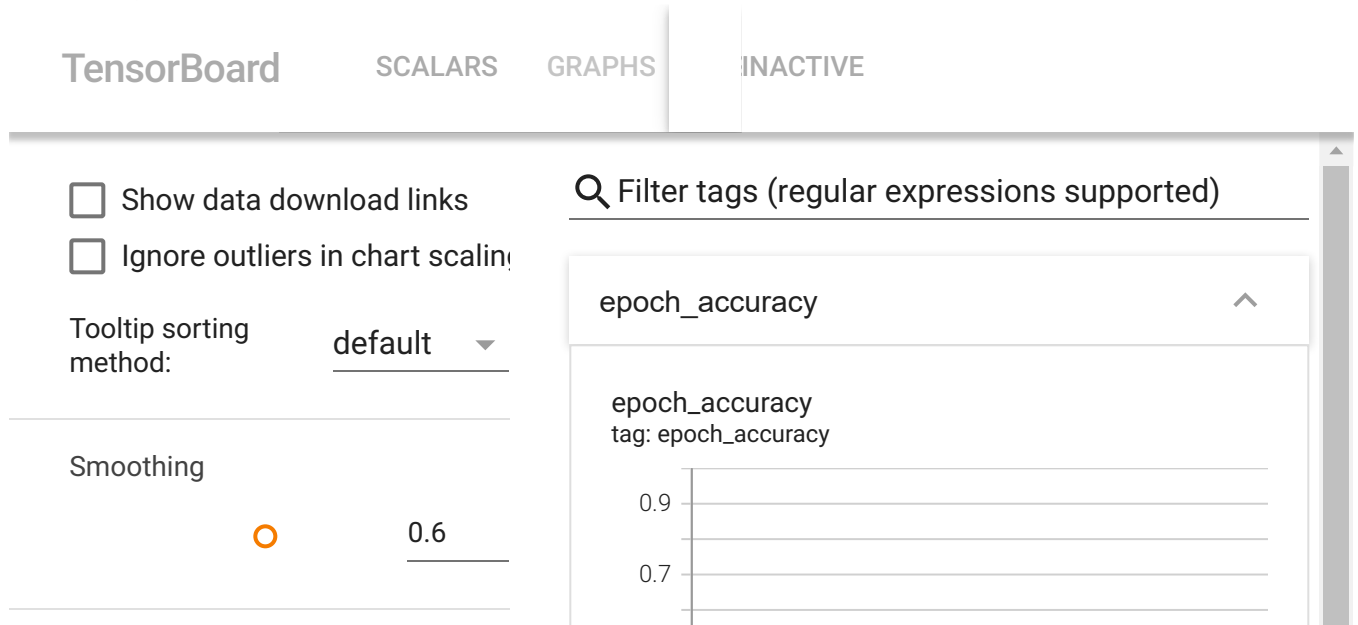 TensorBoard SCALARS GRAPHS INACTIVE
Show data download links
Ignore outliers in chart scaling
Tooltip sorting
method:
default
Smoothing
0.6
Filter tags (regular expressions supported)
epoch_accuracy
epoch_accuracy
tag: epoch_accuracy
0.9
0.7